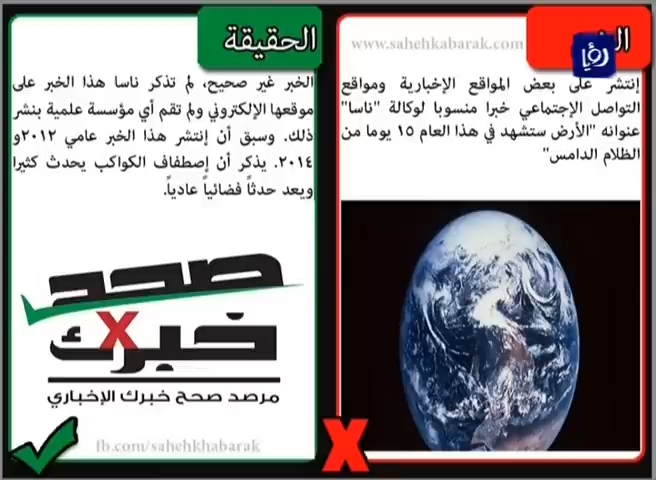 رؤيا
www.sahehkabarak.com
إنتشر على بعض المواقع الإخبارية ومواقع
التواصل الإجتماعي خبرا منسوبا لوكالة "ناسا"
عنوانه "الأرض ستشهد في هذا العام ١٥ يوما من
الظلام الدامس"
الحقيقة
الخبر غير صحيح، لم تذكر ناسا هذا الخبر على
موقعها الإلكتروني ولم تقم أي مؤسسة علمية بنشر
ذلك. وسبق أن إنتشر هذا الخبر عامي ٢٠١٢و
٢٠١٤. يذكر أن إصطفاف الكواكب يحدث كثيرا
ويعد حدثاً فضائياً عادياً.
صحح
خبرك
X
مرصد صحح خبرك الإخباري
fb.com/sahehkhabarak
X